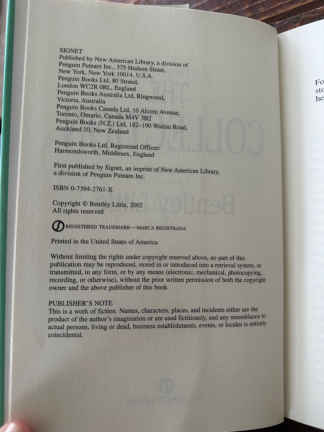 SIGNET
Published by New American Library, a division of
Penguin Putnam Inc., 375 Hudson Street,
New York, New York 10014, U.S.A.
Penguin Books Ltd, 80 Strand,
London WC2R 0RL, England
Penguin Books Australia Ltd, Ringwood,
Victoria, Australia
Penguin Books Canada Ltd, 10 Alcorn Avenue,
Toronto, Ontario, Canada M4V 3B2
Penguin Books (N.Z.) Ltd, 182–190 Wairau Road,
Auckland 10, New Zealand
Penguin Books Ltd, Registered Offices:
Harmondsworth, Middlesex, England
First published by Signet, an imprint of New American Library,
a division of Penguin Putnam Inc.
ISBN 0-7394-2761-X
Copyright © Bentley Little, 2002
All rights reserved
REGISTERED TRADEMARK—MARCA REGISTRADA
Printed in the United States of America
Without limiting the rights under copyright reserved above, no part of this
publication may be reproduced, stored in or introduced into a retrieval system, or
transmitted, in any form, or by any means (electronic, mechanical, photocopying,
recording, or otherwise), without the prior written permission of both the copyright
owner and the above publisher of this book.
PUBLISHER'S NOTE
This is a work of fiction. Names, characters, places, and incidents either are the
product of the author's imagination or are used fictitiously, and any resemblance to
actual persons, living or dead, business establishments, events, or locales is entirely
coincidental.